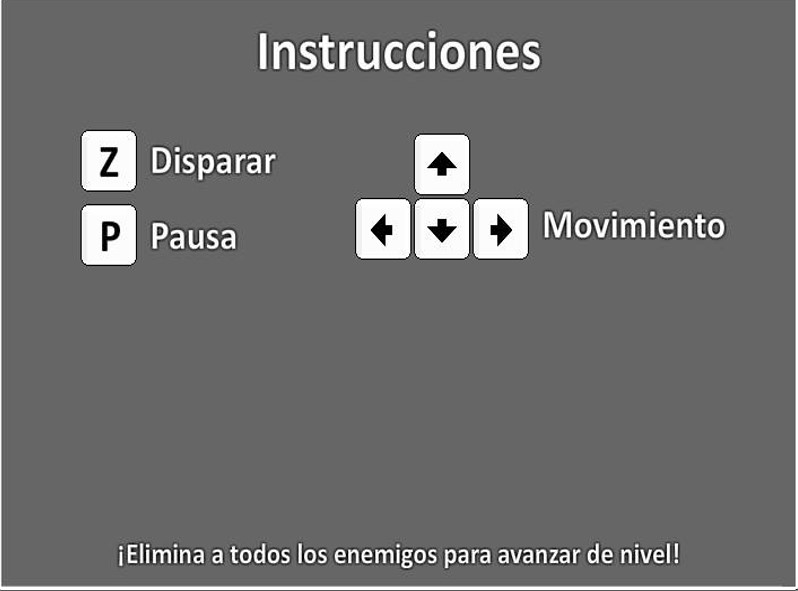 Instrucciones
Z Disparar
P Pausa
Movimiento
¡Elimina a todos los enemigos para avanzar de nivel!